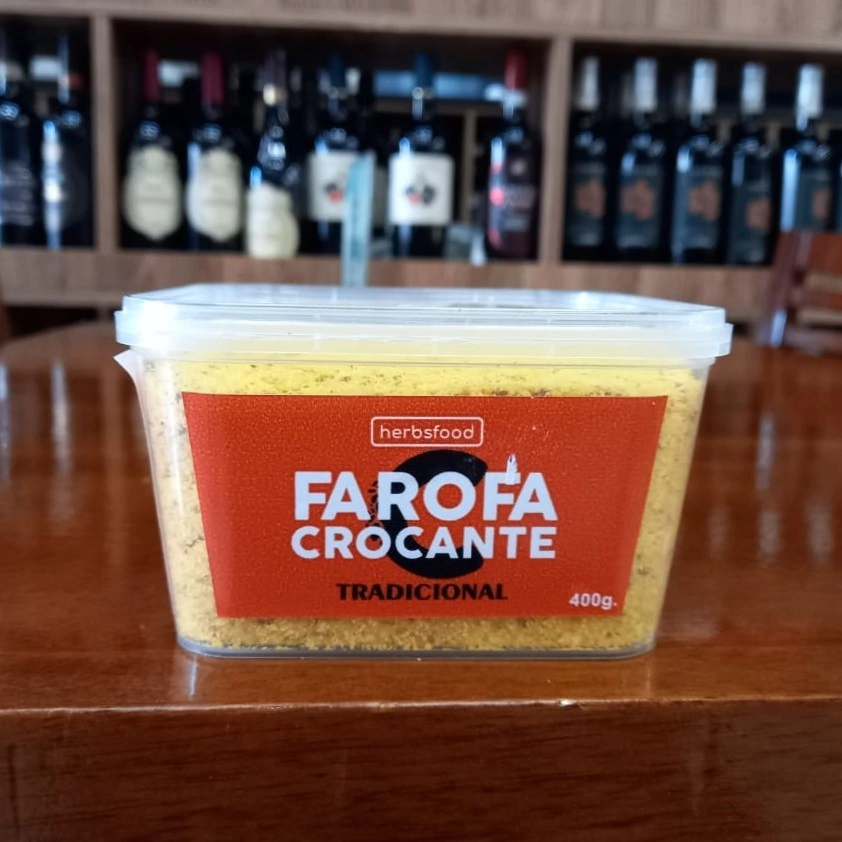 herbsfood
FAROFA
CROCANTE
TRADICIONAL
400g.